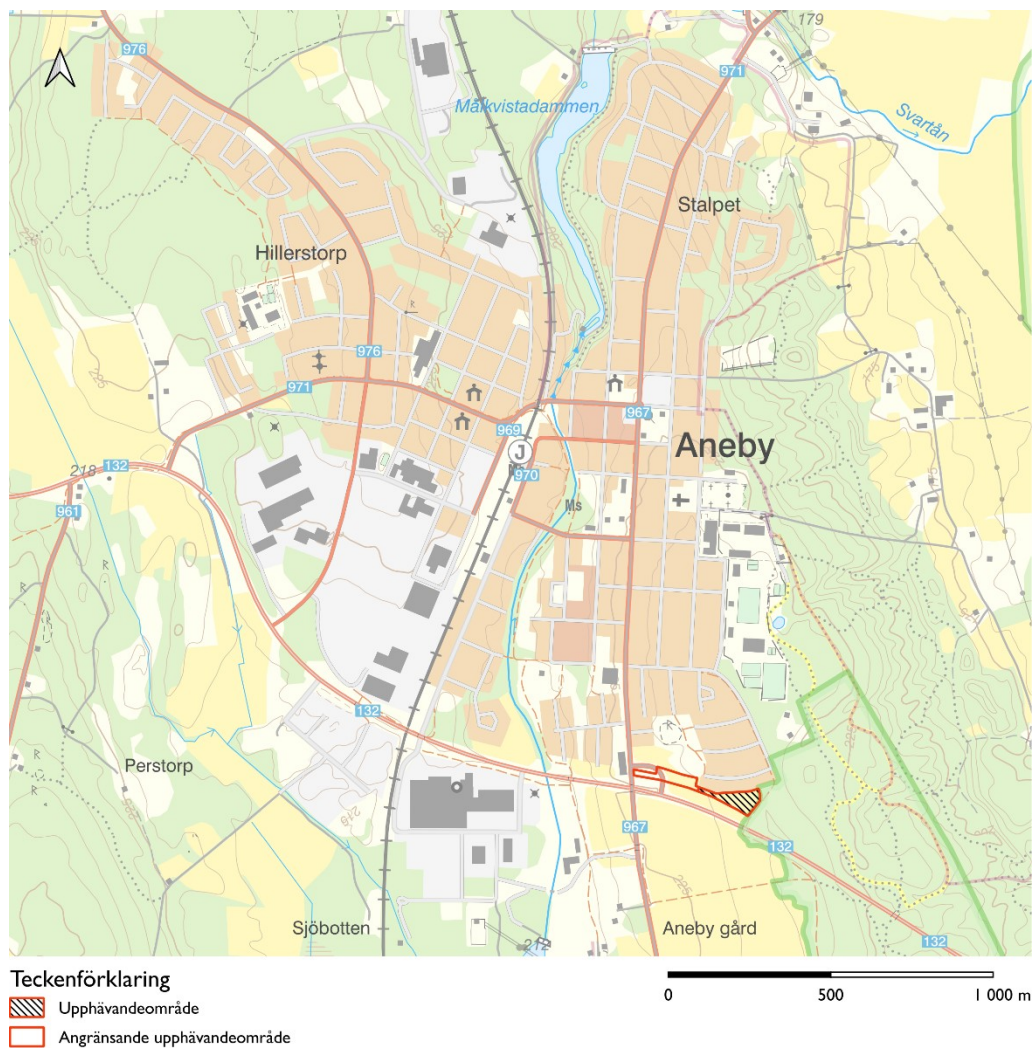 976
179
971
Målkvistadammen
Svartån
Stalpet
Hillerstorp
976
971
967
969
Aneby
J
970
218
132
961
Ms
132
Perstorp
967
132
Sjöbotten
212
Aneby gård
132
Teckenförklaring
Upphävandeområde
Angränsande upphävandeområde
0
500
1 000 m